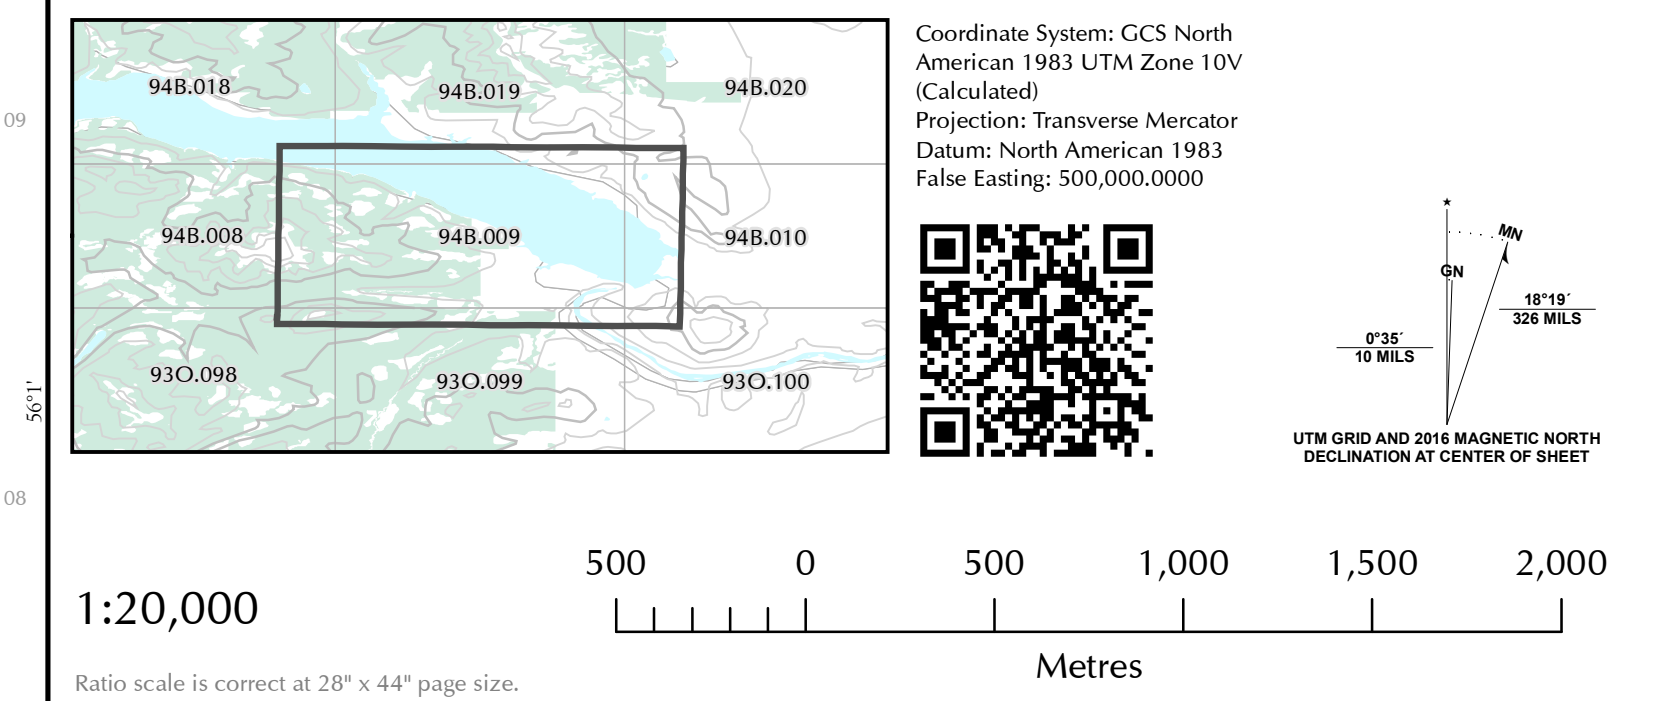 09
08
56°1'
94B.018
94B.019
94B.020
94B.008
94B.009
94B.010
93O.098
93O.099
93O.100
Coordinate System: GCS North
American 1983 UTM Zone 10V
(Calculated)
Projection: Transverse Mercator
Datum: North American 1983
False Easting: 500,000.0000
MN
GN
18°19´
326 MILS
0°35´
10 MILS
UTM GRID AND 2016 MAGNETIC NORTH
DECLINATION AT CENTER OF SHEET
1:20,000
Ratio scale is correct at 28" x 44" page size.
500 0 500 1,000 1,500 2,000
Metres